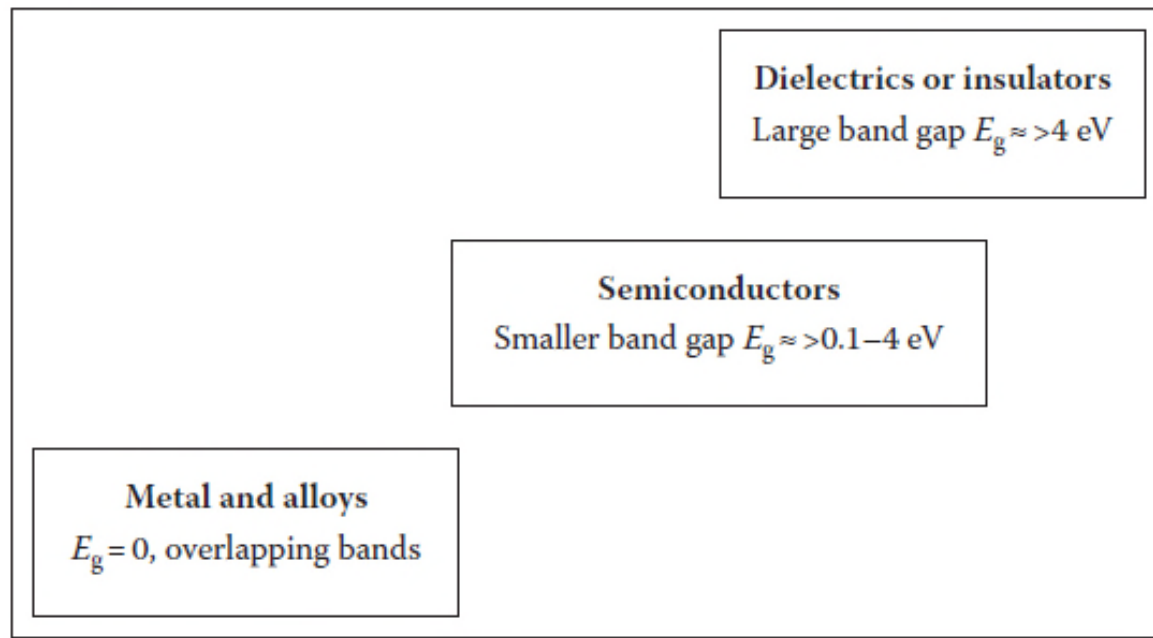 Dielectrics or insulators
Large band gap Eg ≈ >4 eV
Semiconductors
Smaller band gap Eg ≈ >0.1–4 eV
Metal and alloys
Eg = 0, overlapping bands